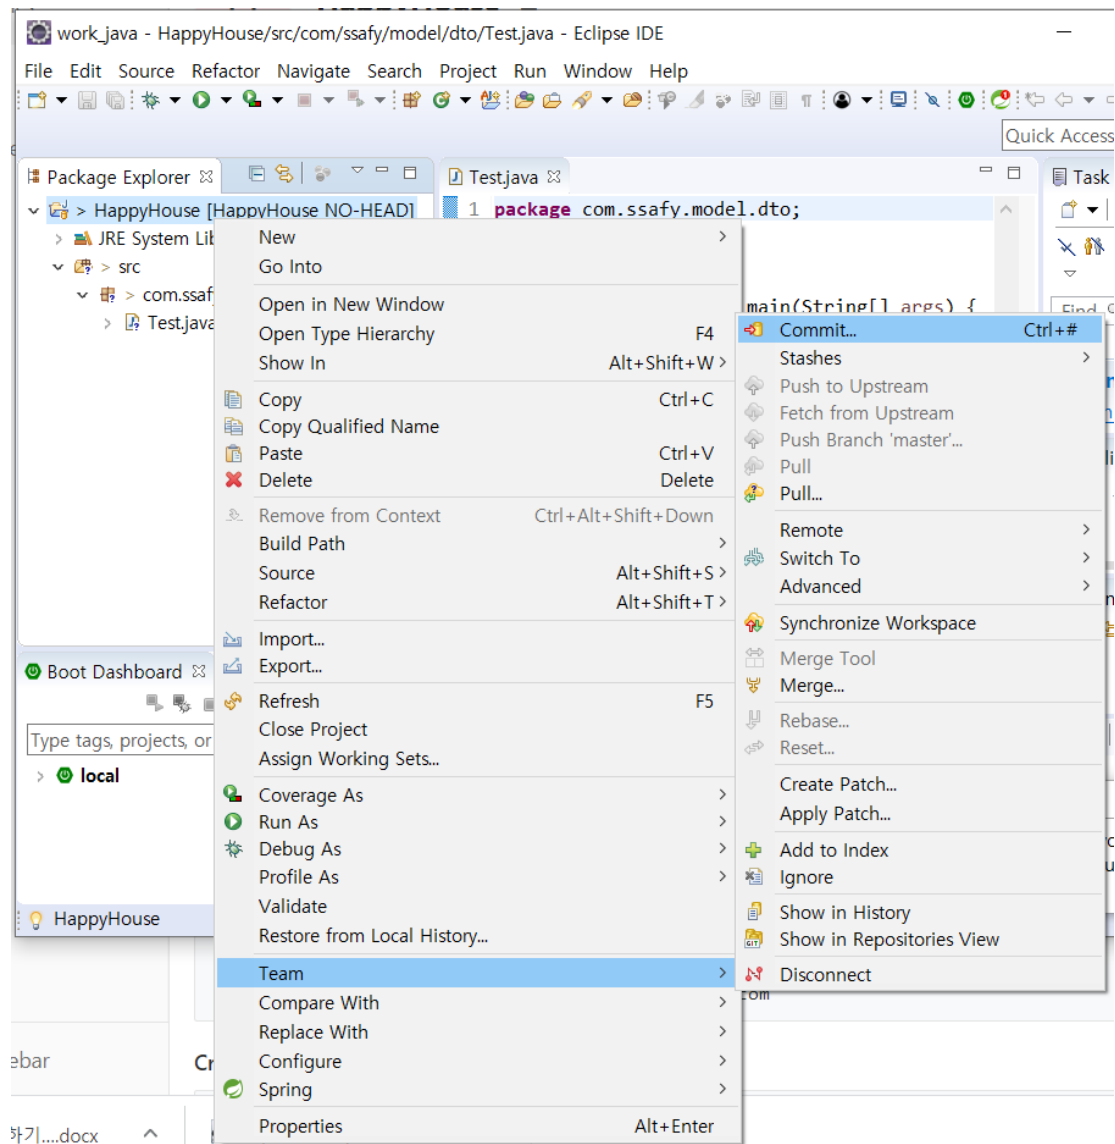 work_java - HappyHouse/src/com/ssafy/model/dto/Test.java - Eclipse IDE
File Edit Source Refactor Navigate Search Project Run Window Help
Quick Access
Package Explorer
Test.java
Task
> HappyHouse [HappyHouse NO-HEAD]
1 package com.ssafy.model.dto;
JRE System Lib
> src
> com.ssaf
Test.java
main(String[] args) {
Find
New
Go Into
Open in New Window
Open Type Hierarchy F4
Show In Alt+Shift+W
Copy Ctrl+C
Copy Qualified Name
Paste Ctrl+V
Delete Delete
Remove from Context Ctrl+Alt+Shift+Down
Build Path
Source Alt+Shift+S
Refactor Alt+Shift+T
Import...
Export...
Refresh F5
Close Project
Assign Working Sets...
Coverage As
Run As
Debug As
Profile As
Validate
Restore from Local History...
Team
Compare With
Replace With
Configure
Spring
Properties Alt+Enter
Commit... Ctrl+#
Stashes
Push to Upstream
Fetch from Upstream
Push Branch 'master'...
Pull
Pull...
Remote
Switch To
Advanced
Synchronize Workspace
Merge Tool
Merge...
Rebase...
Reset...
Create Patch...
Apply Patch...
Add to Index
Ignore
Show in History
Show in Repositories View
Disconnect
Boot Dashboard
Type tags, projects, or
local
HappyHouse
com
ebar
Cr
하기....docx